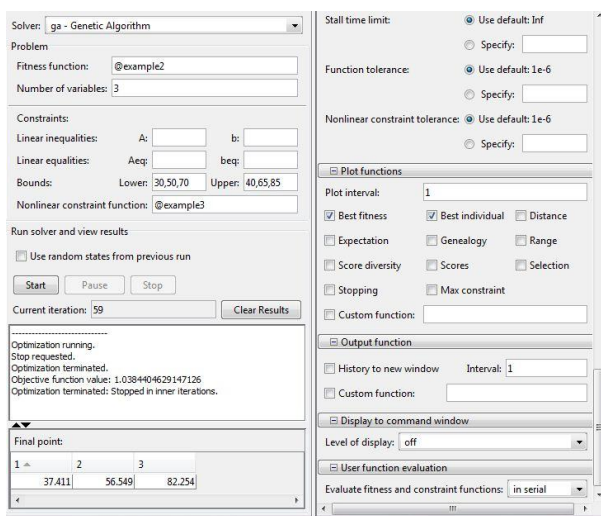 Solver: ga - Genetic Algorithm
Problem
Fitness function: @example2
Number of variables: 3
Constraints:
Linear inequalities: A: b:
Linear equalities: Aeq: beq:
Bounds: Lower: 30,50,70 Upper: 40,65,85
Nonlinear constraint function: @example3
Run solver and view results
Use random states from previous run
Start Pause Stop
Current iteration: 59 Clear Results
Optimization running.
Stop requested.
Optimization terminated.
Objective function value: 1.0384404629147126
Optimization terminated: Stopped in inner iterations.
Final point:
1 2 3
37.411 56.549 82.254
Stall time limit: Use default: Inf
Specify:
Function tolerance: Use default: 1e-6
Specify:
Nonlinear constraint tolerance: Use default: 1e-6
Specify:
Plot functions
Plot interval: 1
Best fitness Best individual Distance
Expectation Genealogy Range
Score diversity Scores Selection
Stopping Max constraint
Custom function:
Output function
History to new window Interval: 1
Custom function:
Display to command window
Level of display: off
User function evaluation
Evaluate fitness and constraint functions: in serial